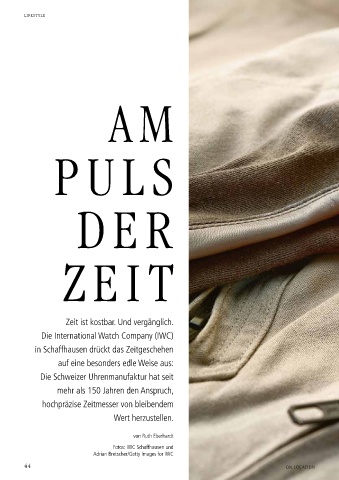 LIFESTYLE
AM
PULS
DER
ZEIT
Zeit ist kostbar. Und vergänglich.
Die International Watch Company (IWC)
in Schaffhausen drückt das Zeitgeschehen
auf eine besonders edle Weise aus:
Die Schweizer Uhrenmanufaktur hat seit
mehr als 150 Jahren den Anspruch,
hochpräzise Zeitmesser von bleibendem
Wert herzustellen.
von Ruth Eberhardt
Fotos: IWC Schaffhausen und
Adrian Bretscher/Getty Images for IWC
44